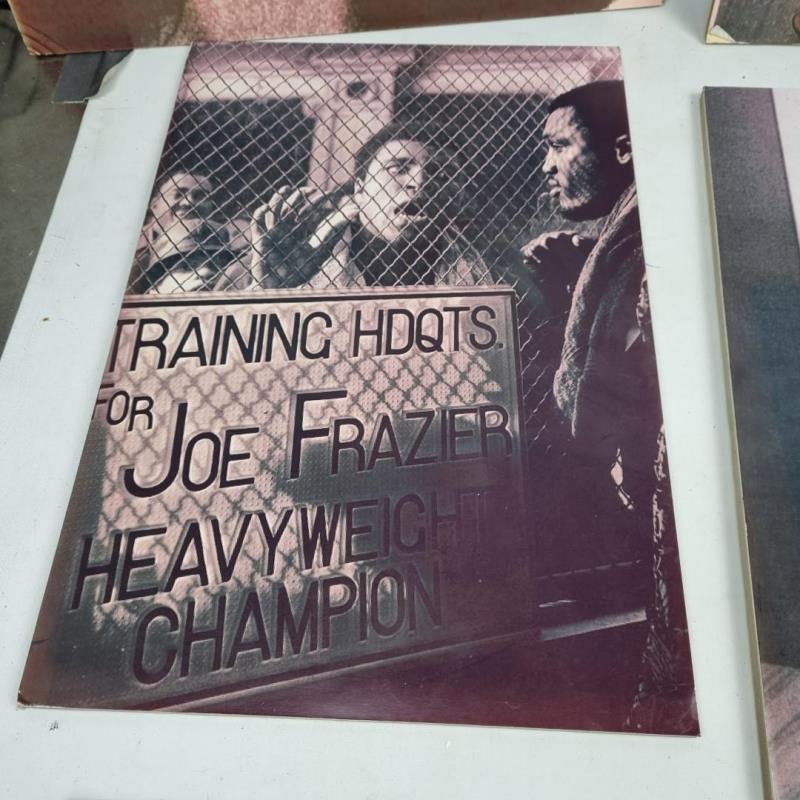 TRAINING HDQTS.
FOR JOE FRAZIER
HEAVYWEIGHT
CHAMPION